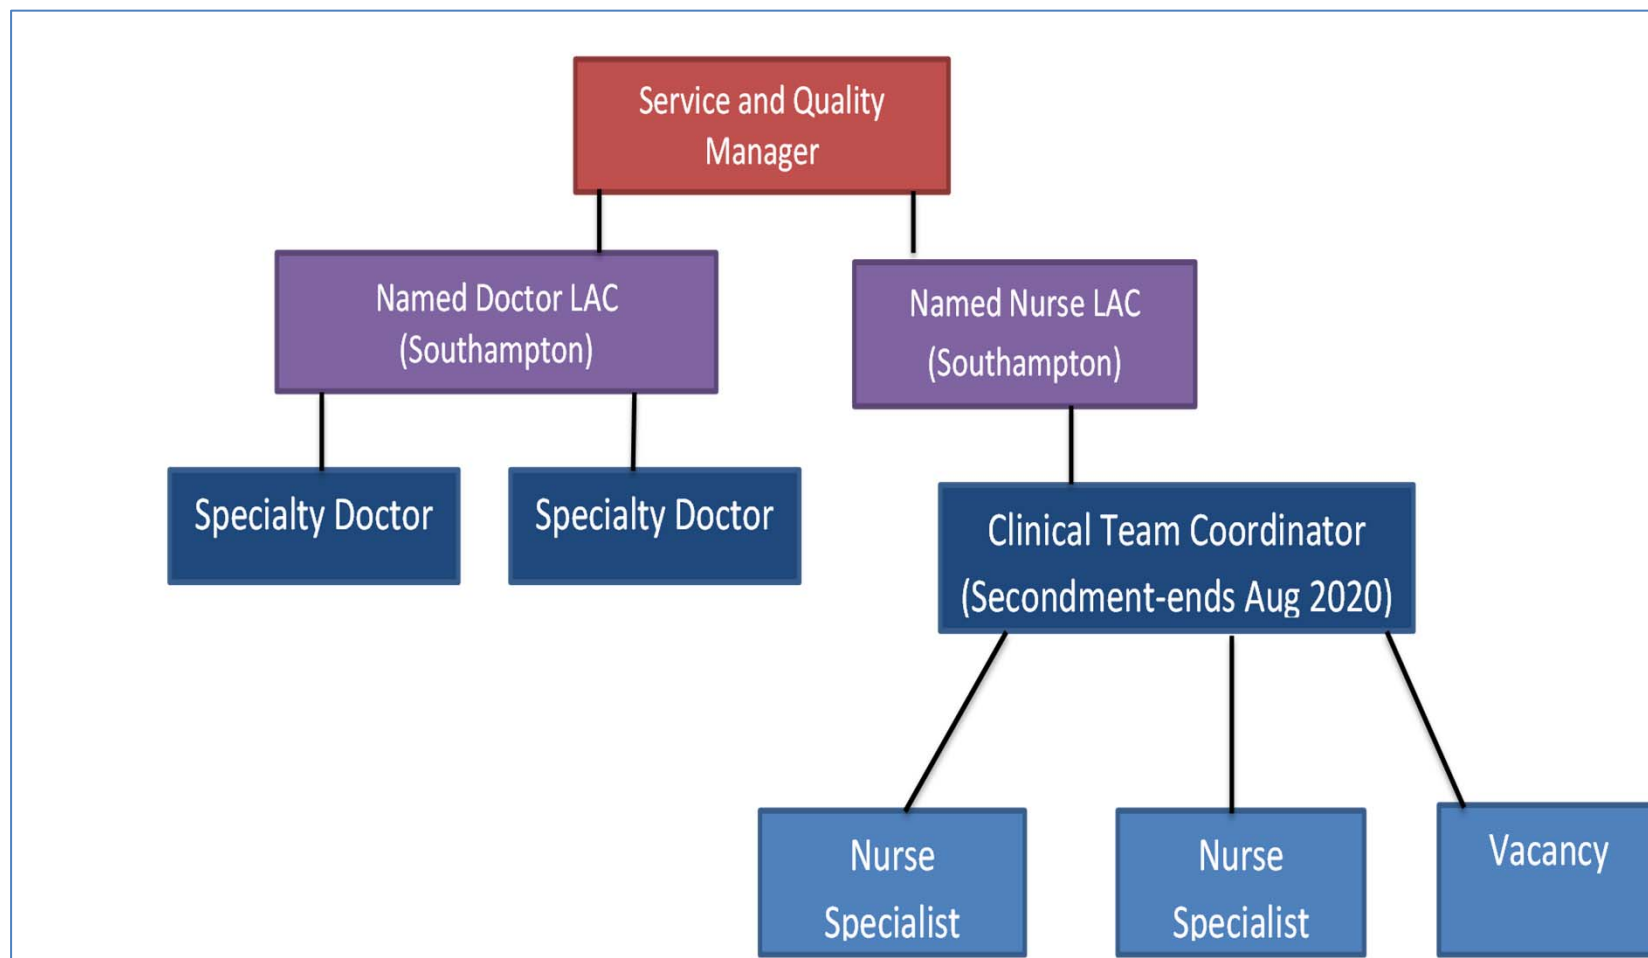 Service and Quality
Manager
Named Doctor LAC
(Southampton)
Named Nurse LAC
(Southampton)
Specialty Doctor
Specialty Doctor
Clinical Team Coordinator
(Secondment-ends Aug 2020)
Nurse
Specialist
Nurse
Specialist
Vacancy